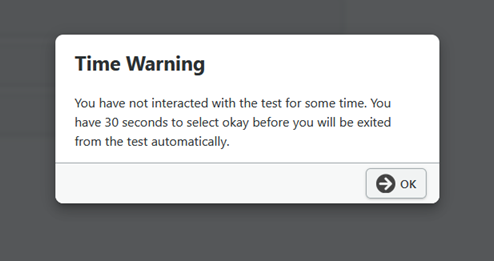 Time Warning
You have not interacted with the test for some time. You
have 30 seconds to select okay before you will be exited
from the test automatically.
OK